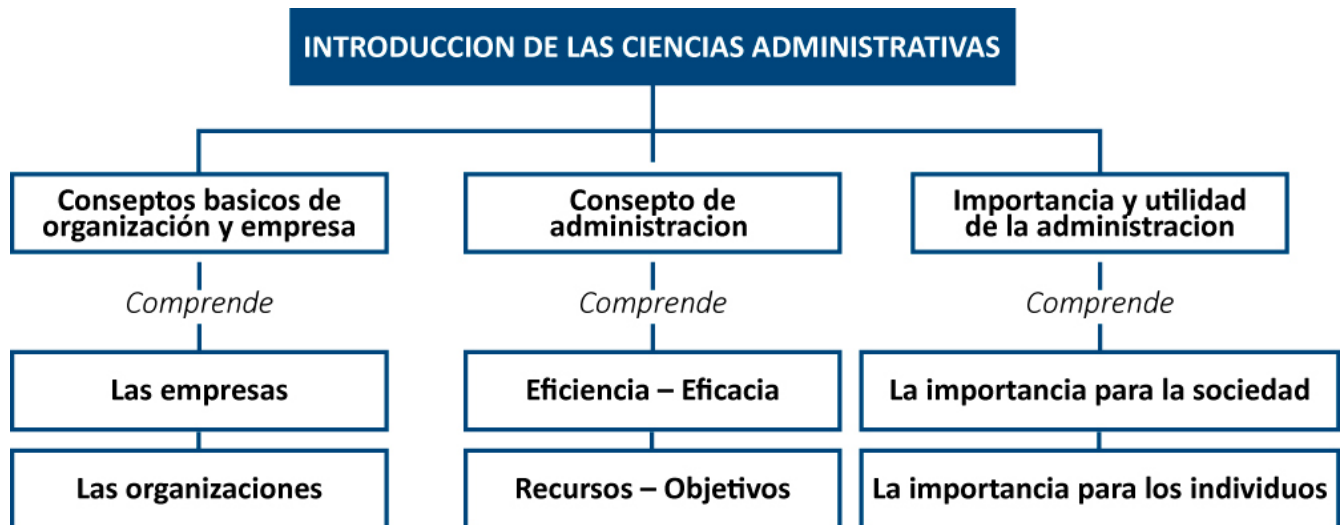 INTRODUCCION DE LAS CIENCIAS ADMINISTRATIVAS
Conseptos basicos de
organización y empresa
Consepto de
administracion
Importancia y utilidad
de la administracion
Comprende
Comprende
Comprende
Las empresas
Eficiencia – Eficacia
La importancia para la sociedad
Las organizaciones
Recursos – Objetivos
La importancia para los individuos